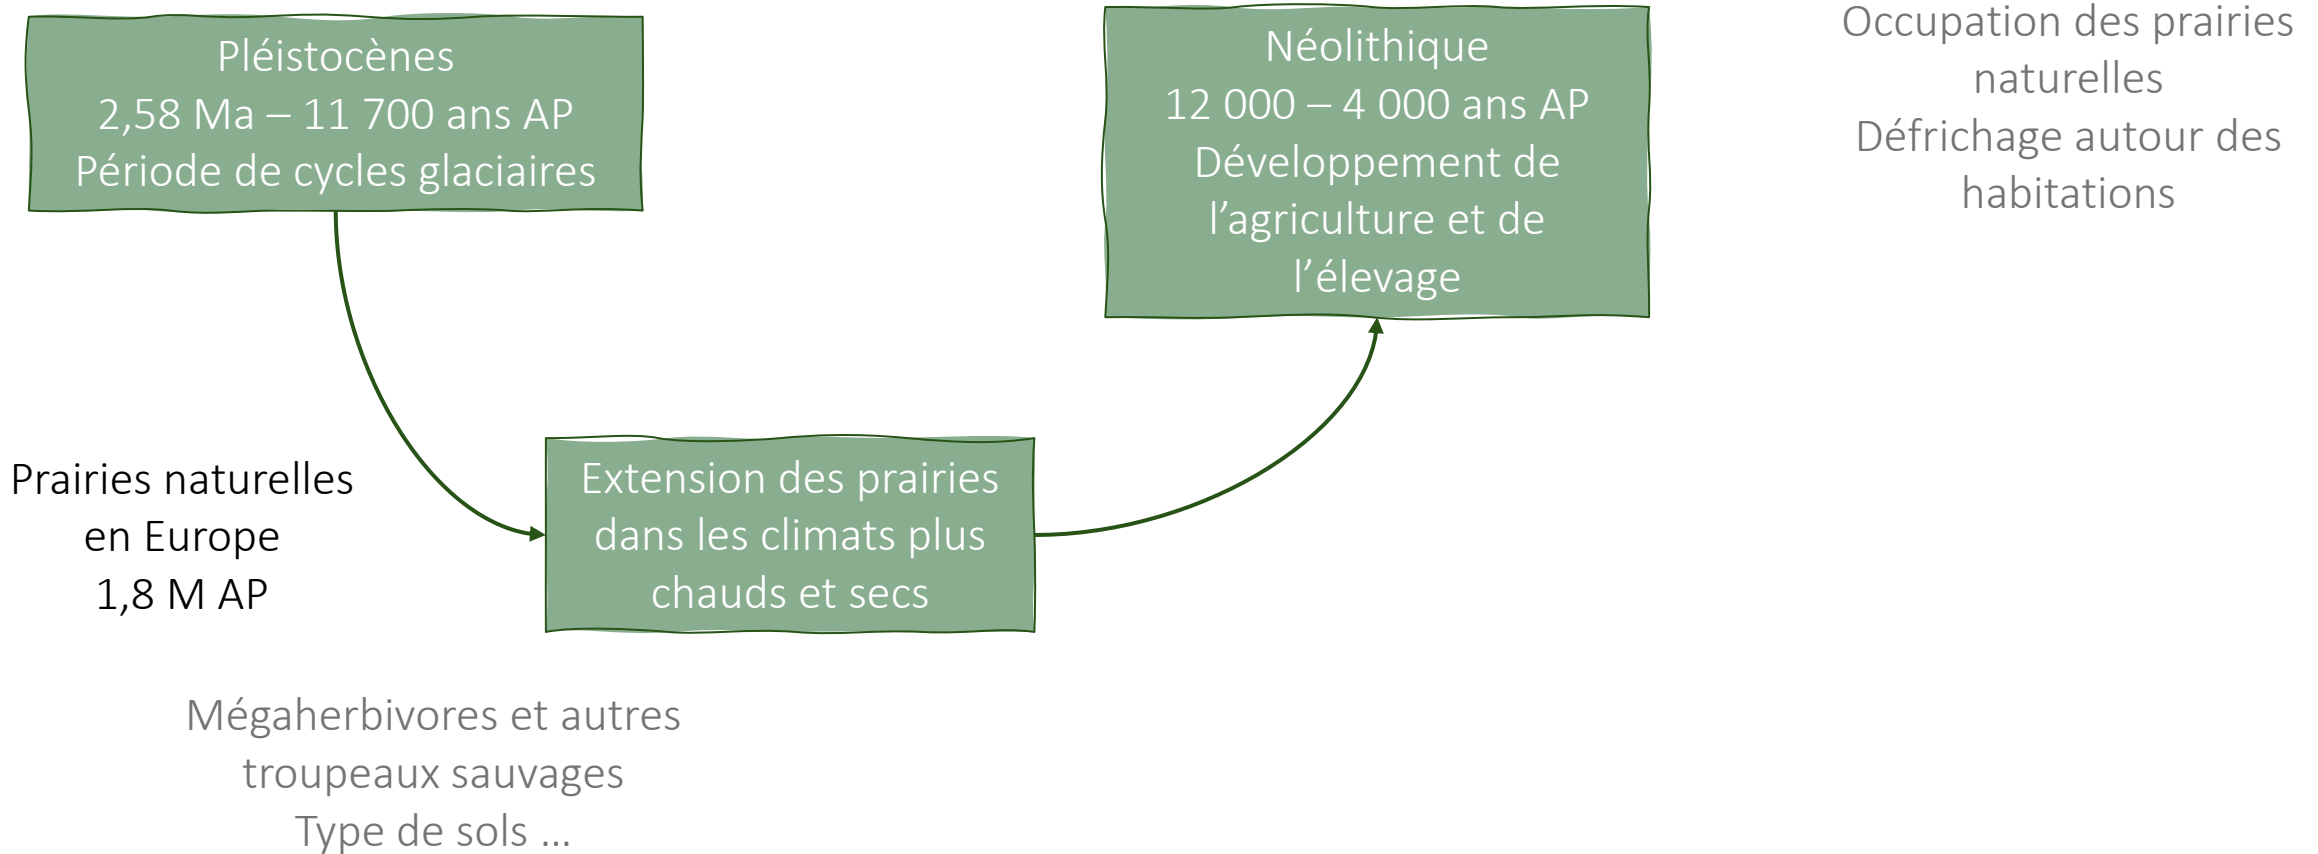 Pléistocènes
2,58 Ma – 11 700 ans AP
Période de cycles glaciaires
Néolithique
12 000 – 4 000 ans AP
Développement de
l’agriculture et de
l’élevage
Occupation des prairies
naturelles
Défrichage autour des
habitations
Prairies naturelles
en Europe
1,8 M AP
Extension des prairies
dans les climats plus
chauds et secs
Mégaherbivores et autres
troupeaux sauvages
Type de sols …